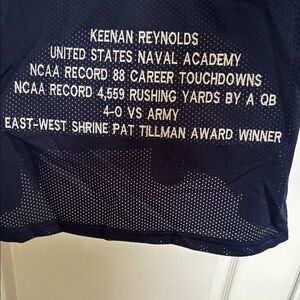 KEENAN REYNOLDS
UNITED STATES NAVAL ACADEMY
NCAA RECORD 88 CAREER TOUCHDOWNS
NCAA RECORD 4,559 RUSHING YARDS BY A QB
4-0 VS ARMY
EAST-WEST SHRINE PAT TILLMAN AWARD WINNER